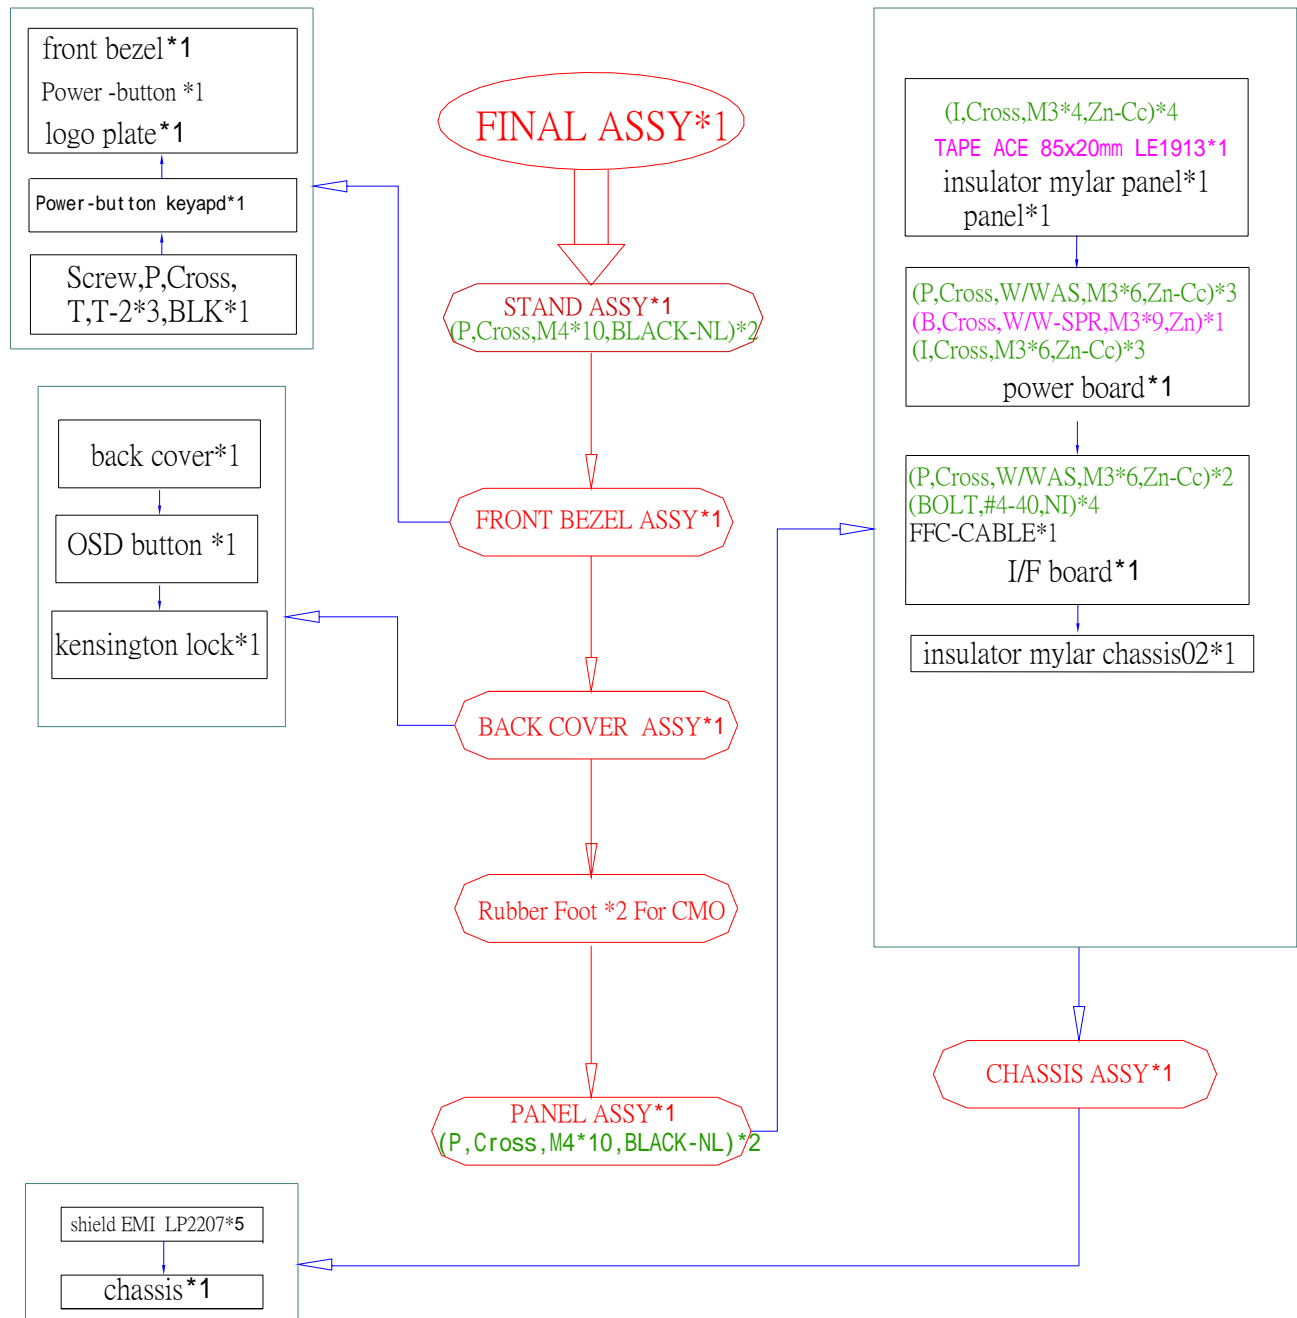 front bezel*1
Power -button *1
logo plate*1
Power-button keyapd*1
Screw,P,Cross,
T,T-2*3,BLK*1
back cover*1
OSD button *1
kensington lock*1
FINAL ASSY*1
STAND ASSY*1
(P,Cross,M4*10,BLACK-NL)*2
FRONT BEZEL ASSY*1
BACK COVER  ASSY*1
Rubber Foot *2 For CMO
PANEL ASSY*1
(P,Cross,M4*10,BLACK-NL)*2
(I,Cross,M3*4,Zn-Cc)*4
TAPE ACE 85x20mm LE1913*1
insulator mylar panel*1
panel*1
(P,Cross,W/WAS,M3*6,Zn-Cc)*3
(B,Cross,W/W-SPR,M3*9,Zn)*1
(I,Cross,M3*6,Zn-Cc)*3
power board*1
(P,Cross,W/WAS,M3*6,Zn-Cc)*2
(BOLT,#4-40,NI)*4
FFC-CABLE*1
I/F board*1
insulator mylar chassis02*1
CHASSIS ASSY*1
shield EMI  LP2207*5
chassis*1